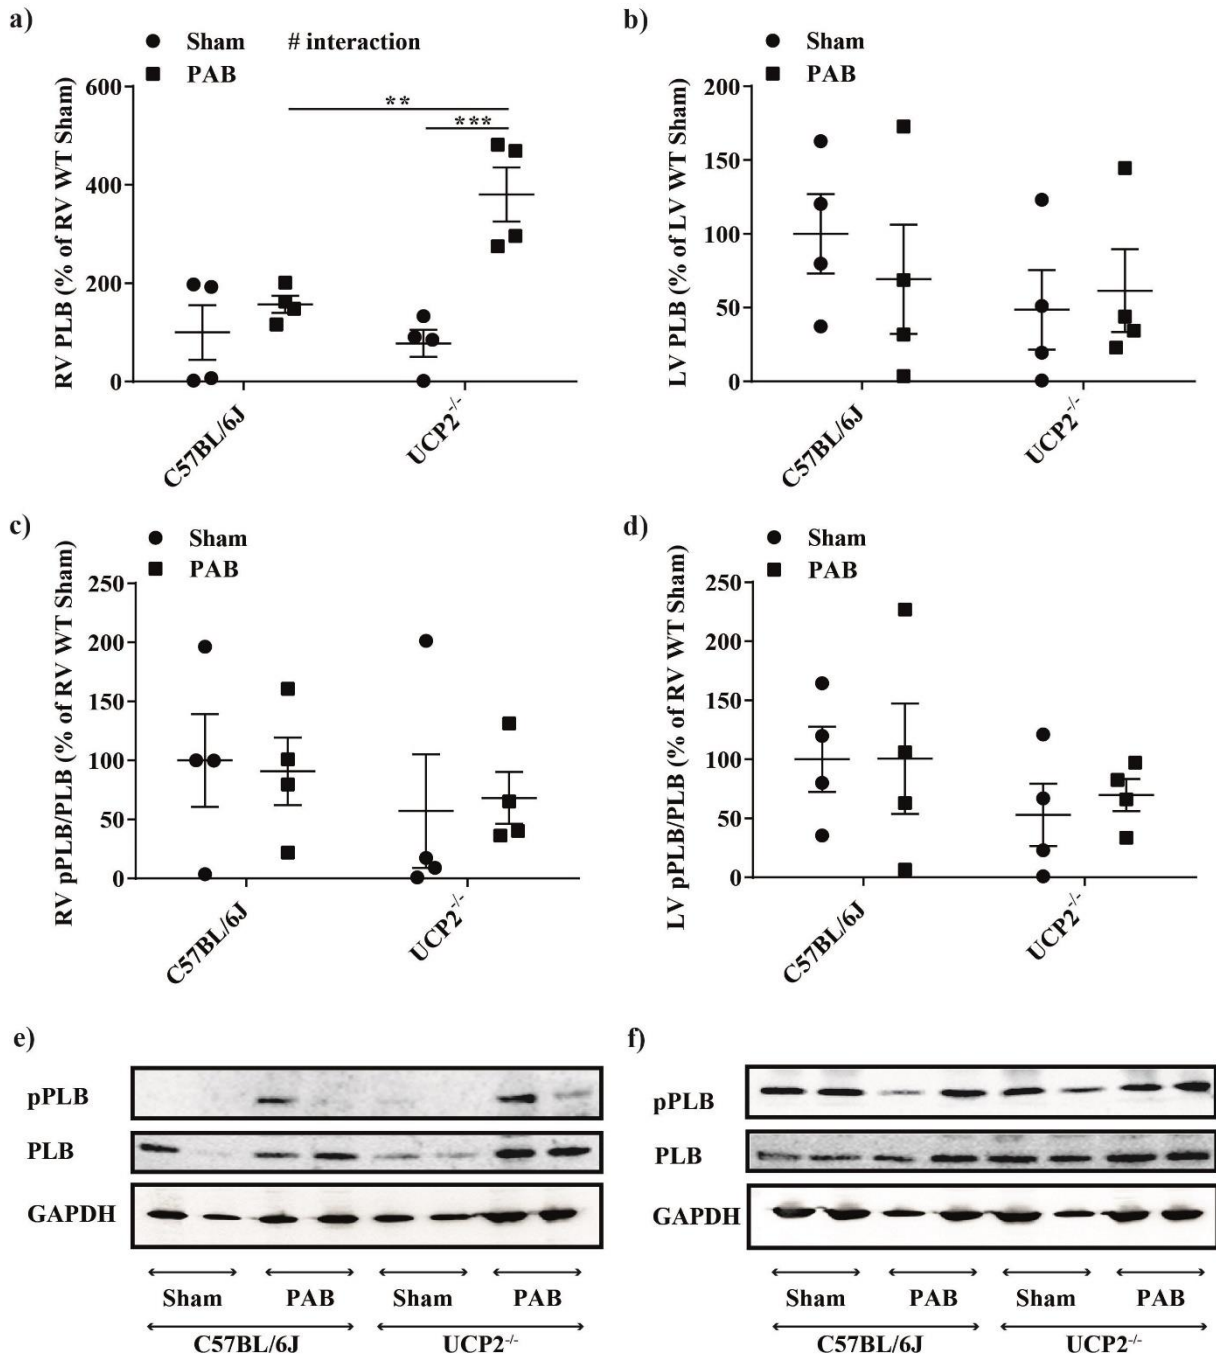 a)
Sham # interaction
PAB
RV PLB (% of RV WT Sham)
600
400
200
0
**
***
C57BL/6J
UCP2-/-
b)
Sham
PAB
LV PLB (% of LV WT Sham)
200
150
100
50
0
C57BL/6J
UCP2-/-
c)
Sham
PAB
RV pPLB/PLB (% of RV WT Sham)
250
200
150
100
50
0
C57BL/6J
UCP2-/-
d)
Sham
PAB
LV pPLB/PLB (% of RV WT Sham)
250
200
150
100
50
0
C57BL/6J
UCP2-/-
e)
pPLB
PLB
GAPDH
Sham PAB Sham PAB
C57BL/6J UCP2-/-
f)
pPLB
PLB
GAPDH
Sham PAB Sham PAB
C57BL/6J UCP2-/-